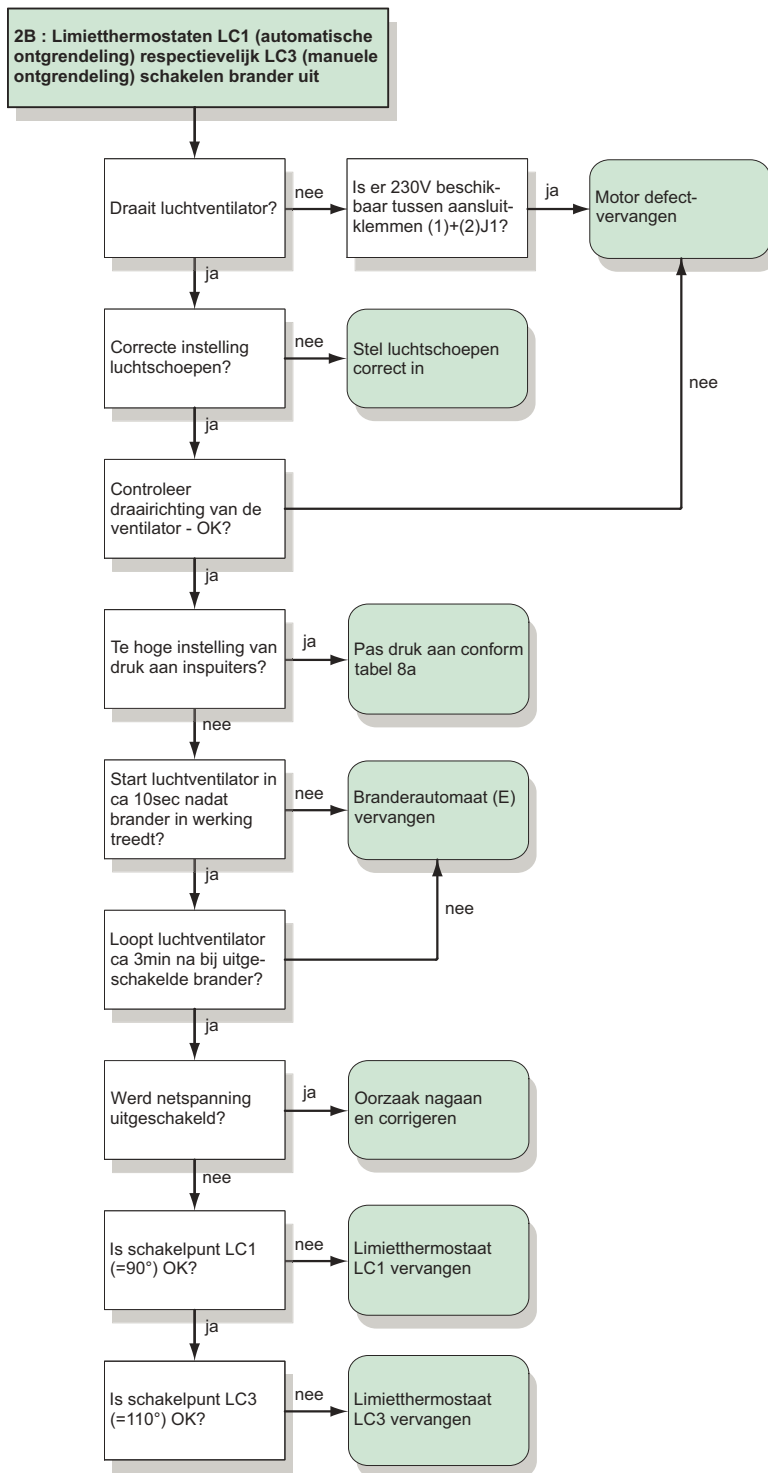 2B : Limietthermostaten LC1 (automatische
ontgrendeling) respectievelijk LC3 (manuele
ontgrendeling) schakelen brander uit
Draait luchtventilator?
nee
Is er 230V beschik-
baar tussen aansluit-
klemmen (1)+(2)J1?
ja
Motor defect-
vervangen
ja
Correcte instelling
luchtschoepen?
nee
Stel luchtschoepen
correct in
nee
ja
Controleer
draairichting van de
ventilator - OK?
ja
Te hoge instelling van
druk aan inspuiters?
ja
Pas druk aan conform
tabel 8a
nee
Start luchtventilator in
ca 10sec nadat
brander in werking
treedt?
nee
Branderautomaat (E)
vervangen
ja
nee
Loopt luchtventilator
ca 3min na bij uitge-
schakelde brander?
ja
Werd netspanning
uitgeschakeld?
ja
Oorzaak nagaan
en corrigeren
nee
Is schakelpunt LC1
(=90°) OK?
nee
Limietthermostaat
LC1 vervangen
ja
Is schakelpunt LC3
(=110°) OK?
nee
Limietthermostaat
LC3 vervangen